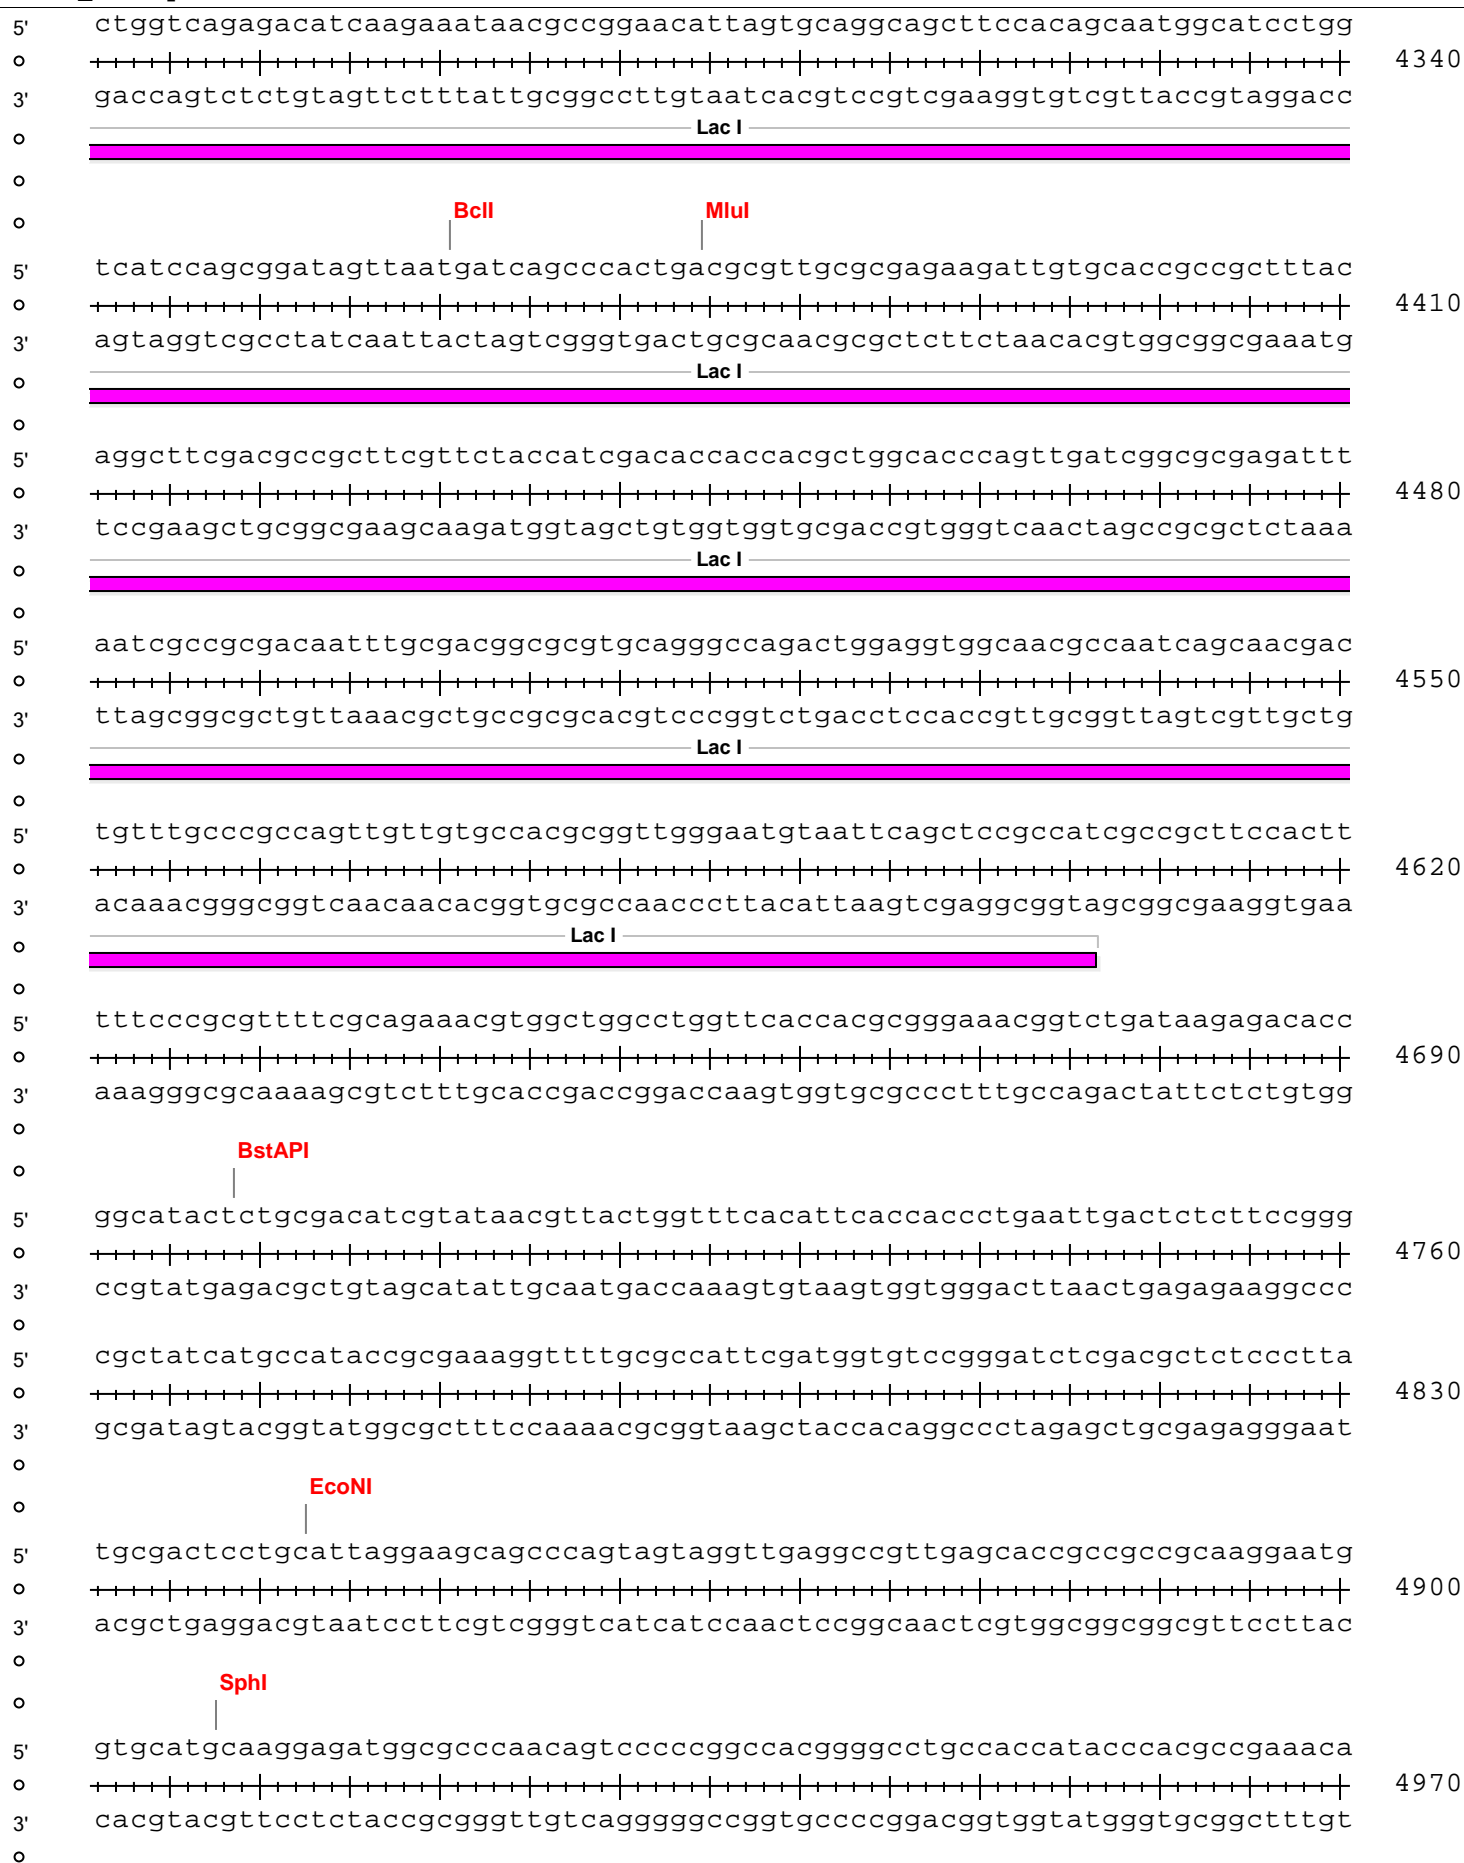 5' ctggtcagagacatcaagaaataacgccggaacattagtgcaggcagcttccacagcaatggcatcctgg
4340
3' gaccagtctctgtagttctttattgcggccttgtaatcacgtccgtcgaaggtgtcgttaccgtaggacc
Lac I
BclI MluI
5' tcatccagcggatagttaatgatcagcccactgacgcgttgcgcgagaagattgtgcaccgccgctttac
4410
3' agtaggtcgcctatcaattactagtcgggtgactgcgcaacgcgctcttctaacacgtggcggcgaaatg
Lac I
5' aggcttcgacgccgcttcgttctaccatcgacaccaccacgctggcacccagttgatcggcgcgagattt
4480
3' tccgaagctgcggcgaagcaagatggtagctgtggtggtgcgaccgtgggtcaactagccgcgctctaaa
Lac I
5' aatcgccgcgacaatttgcgacggcgcgtgcagggccagactggaggtggcaacgccaatcagcaacgac
4550
3' ttagcggcgctgttaaacgctgccgcgcacgtcccggtctgacctccaccgttgcggttagtcgttgctg
Lac I
5' tgtttgcccgccagttgttgtgccacgcggttgggaatgtaattcagctccgccatcgccgcttccactt
4620
3' acaaacgggcggtcaacaacacggtgcgccaacccttacattaagtcgaggcggtagcggcgaaggtgaa
Lac I
5' tttcccgcgttttcgcagaaacgtggctggcctggttcaccacgcgggaaacggtctgataagagacacc
4690
3' aaagggcgcaaaagcgtctttgcaccgaccggaccaagtggtgcgccctttgccagactattctctgtgg
BstAPI
5' ggcatactctgcgacatcgtataacgttactggtttcacattcaccaccctgaattgactctcttccggg
4760
3' ccgtatgagacgctgtagcatattgcaatgaccaaagtgtaagtggtgggacttaactgagagaaggccc
5' cgctatcatgccataccgcgaaaggttttgcgccattcgatggtgtccgggatctcgacgctctccctta
4830
3' gcgatagtacggtatggcgctttccaaaacgcggtaagctaccacaggccctagagctgcgagagggaat
EcoNI
5' tgcgactcctgcattaggaagcagcccagtagtaggttgaggccgttgagcaccgccgccgcaaggaatg
4900
3' acgctgaggacgtaatccttcgtcgggtcatcatccaactccggcaactcgtggcggcggcgttccttac
SphI
5' gtgcatgcaaggagatggcgcccaacagtcccccggccacggggcctgccaccatacccacgccgaaaca
4970
3' cacgtacgttcctctaccgcgggttgtcagggggccggtgccccggacggtggtatgggtgcggctttgt